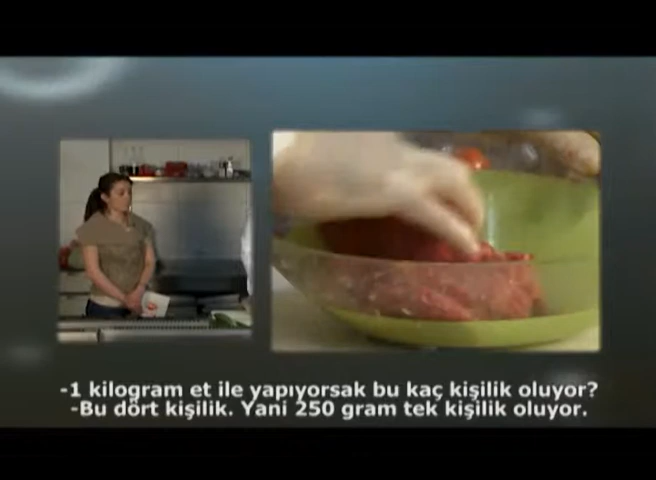 -1 kilogram et ile yapıyorsak bu kaç kişilik oluyor?
-Bu dört kişilik. Yani 250 gram tek kişilik oluyor.